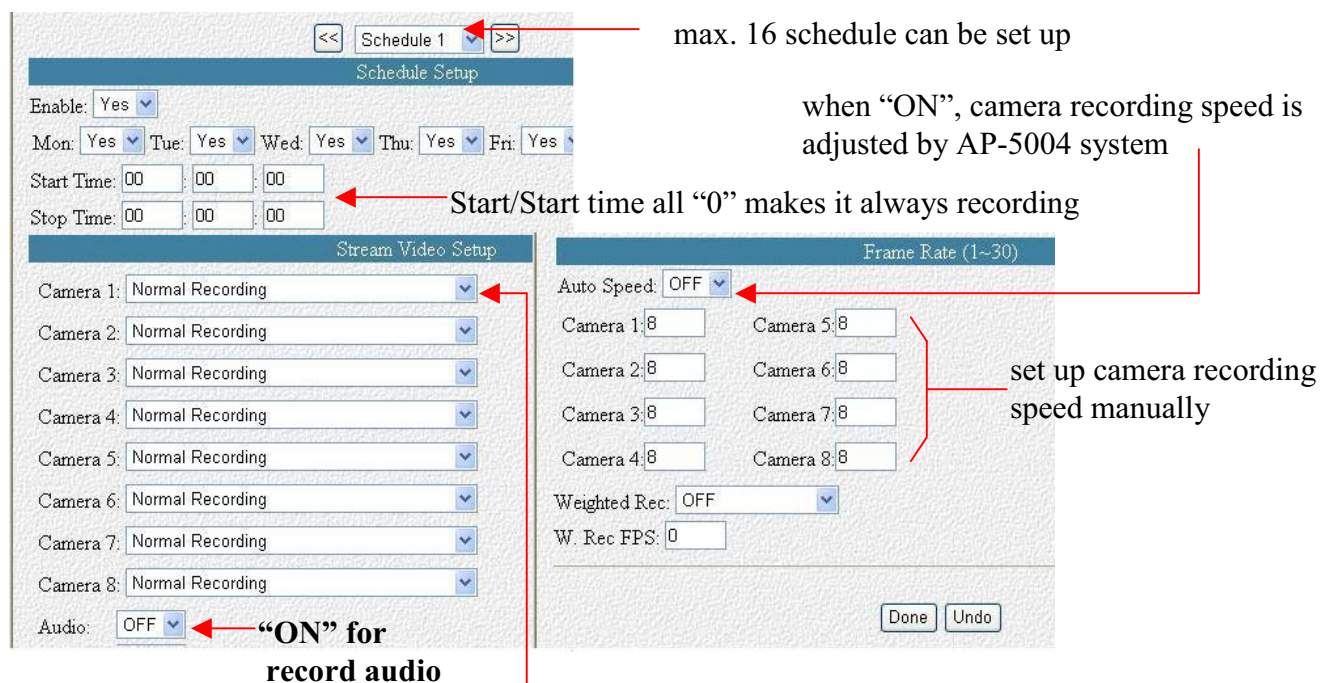 << Schedule 1 >> max. 16 schedule can be set up
Schedule Setup
Enable: Yes
when “ON”, camera recording speed is
adjusted by AP-5004 system
Mon: Yes Tue: Yes Wed: Yes Thu: Yes Fri: Yes
Start Time: 00 : 00 : 00
Stop Time: 00 : 00 : 00
Start/Start time all “0” makes it always recording
Stream Video Setup
Camera 1: Normal Recording
Camera 2: Normal Recording
Camera 3: Normal Recording
Camera 4: Normal Recording
Camera 5: Normal Recording
Camera 6: Normal Recording
Camera 7: Normal Recording
Camera 8: Normal Recording
Audio: OFF
“ON” for
record audio
Frame Rate (1~30)
Auto Speed: OFF
Camera 1: 8 Camera 5: 8
Camera 2: 8 Camera 6: 8
Camera 3: 8 Camera 7: 8
Camera 4: 8 Camera 8: 8
set up camera recording
speed manually
Weighted Rec: OFF
W. Rec FPS: 0
Done Undo